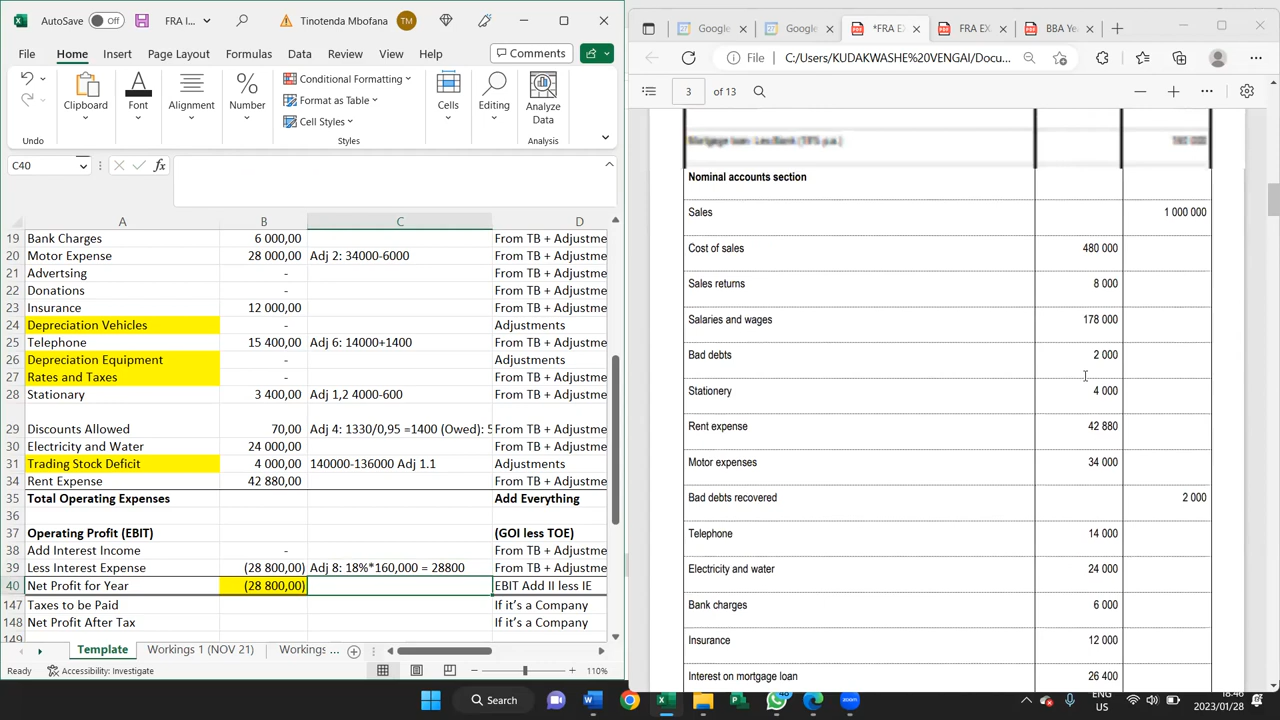 AutoSave Off FRA I... Tinotenda Mbofana TM
File Home Insert Page Layout Formulas Data Review View Help Comments
Undo Clipboard Font Alignment Number Conditional Formatting Format as Table Cell Styles Styles Cells Editing Analyze Data Analysis
C40 fx
A B C D
19 Bank Charges 6 000,00 From TB + Adjustme
20 Motor Expense 28 000,00 Adj 2: 34000-6000 From TB + Adjustme
21 Advertsing - From TB + Adjustme
22 Donations - From TB + Adjustme
23 Insurance 12 000,00 From TB + Adjustme
24 Depreciation Vehicles - Adjustments
25 Telephone 15 400,00 Adj 6: 14000+1400 From TB + Adjustme
26 Depreciation Equipment - Adjustments
27 Rates and Taxes - From TB + Adjustme
28 Stationary 3 400,00 Adj 1,2 4000-600 From TB + Adjustme
29 Discounts Allowed 70,00 Adj 4: 1330/0,95 =1400 (Owed): 5 From TB + Adjustme
30 Electricity and Water 24 000,00 From TB + Adjustme
31 Trading Stock Deficit 4 000,00 140000-136000 Adj 1.1 Adjustments
34 Rent Expense 42 880,00 From TB + Adjustme
35 Total Operating Expenses Add Everything
36
37 Operating Profit (EBIT) (GOI less TOE)
38 Add Interest Income - From TB + Adjustme
39 Less Interest Expense (28 800,00) Adj 8: 18%*160,000 = 28800 From TB + Adjustme
40 Net Profit for Year (28 800,00) EBIT Add II less IE
147 Taxes to be Paid If it's a Company
148 Net Profit After Tax If it's a Company
149
Template Workings 1 (NOV 21) Workings ...
Ready Accessibility: Investigate 110%
Google Google *FRA EX FRA EX BBA Ye
File C:/Users/KUDAKWASHE%20VENGAI/Docu...
3 of 13
Nominal accounts section
Sales 1 000 000
Cost of sales 480 000
Sales returns 8 000
Salaries and wages 178 000
Bad debts 2 000
Stationery 4 000
Rent expense 42 880
Motor expenses 34 000
Bad debts recovered 2 000
Telephone 14 000
Electricity and water 24 000
Bank charges 6 000
Insurance 12 000
Interest on mortgage loan 26 400
Search
ENG
US
18:46
2023/01/28